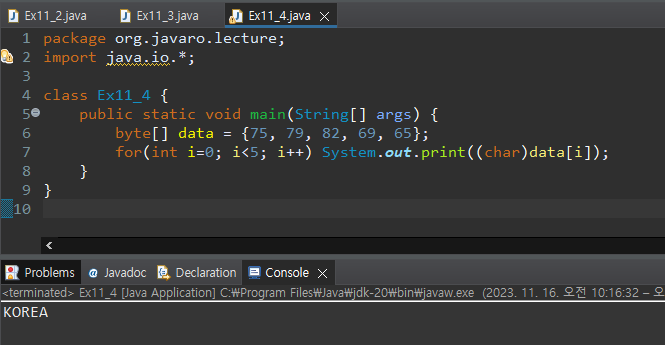 Ex11_2.java Ex11_3.java Ex11_4.java
1 package org.javaro.lecture;
2 import java.io.*;
3
4 class Ex11_4 {
5 public static void main(String[] args) {
6 byte[] data = {75, 79, 82, 69, 65};
7 for(int i=0; i<5; i++) System.out.print((char)data[i]);
8 }
9 }
10
Problems @ Javadoc Declaration Console
<terminated> Ex11_4 [Java Application] C:₩Program Files₩Java₩jdk-20₩bin₩javaw.exe (2023. 11. 16. 오전 10:16:32 – 오
KOREA